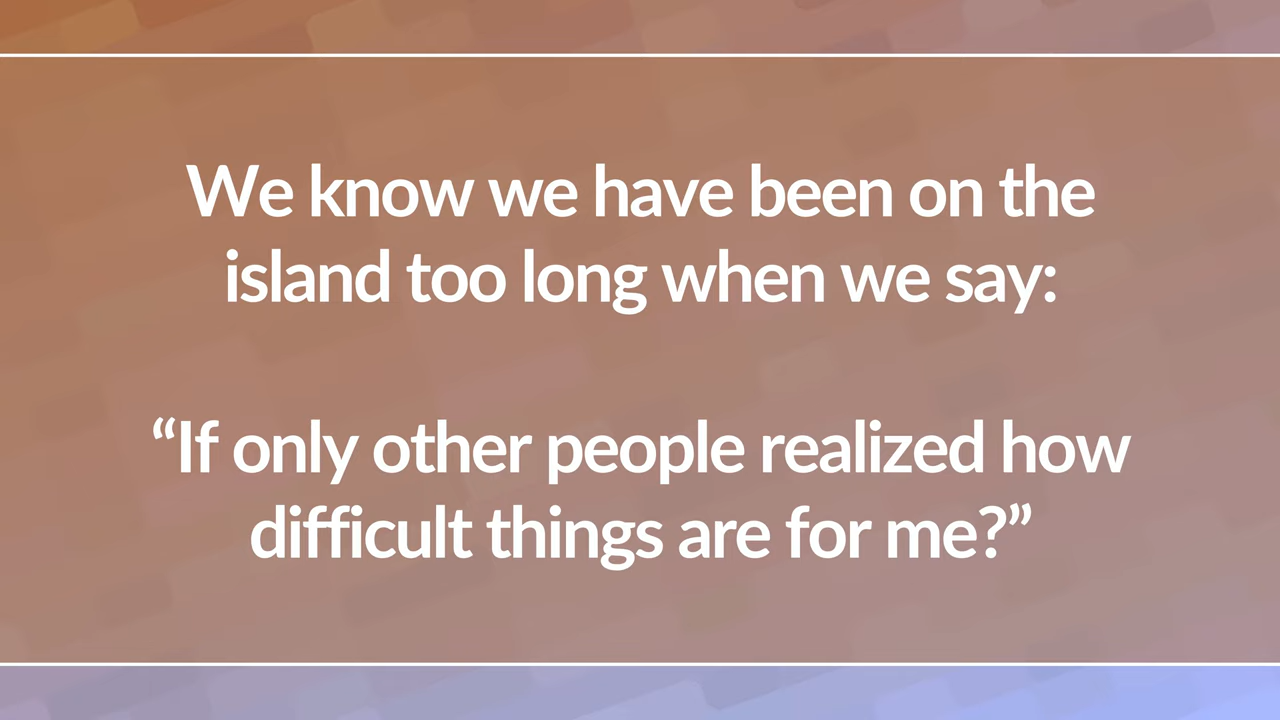 We know we have been on the
island too long when we say:
“If only other people realized how
difficult things are for me?”